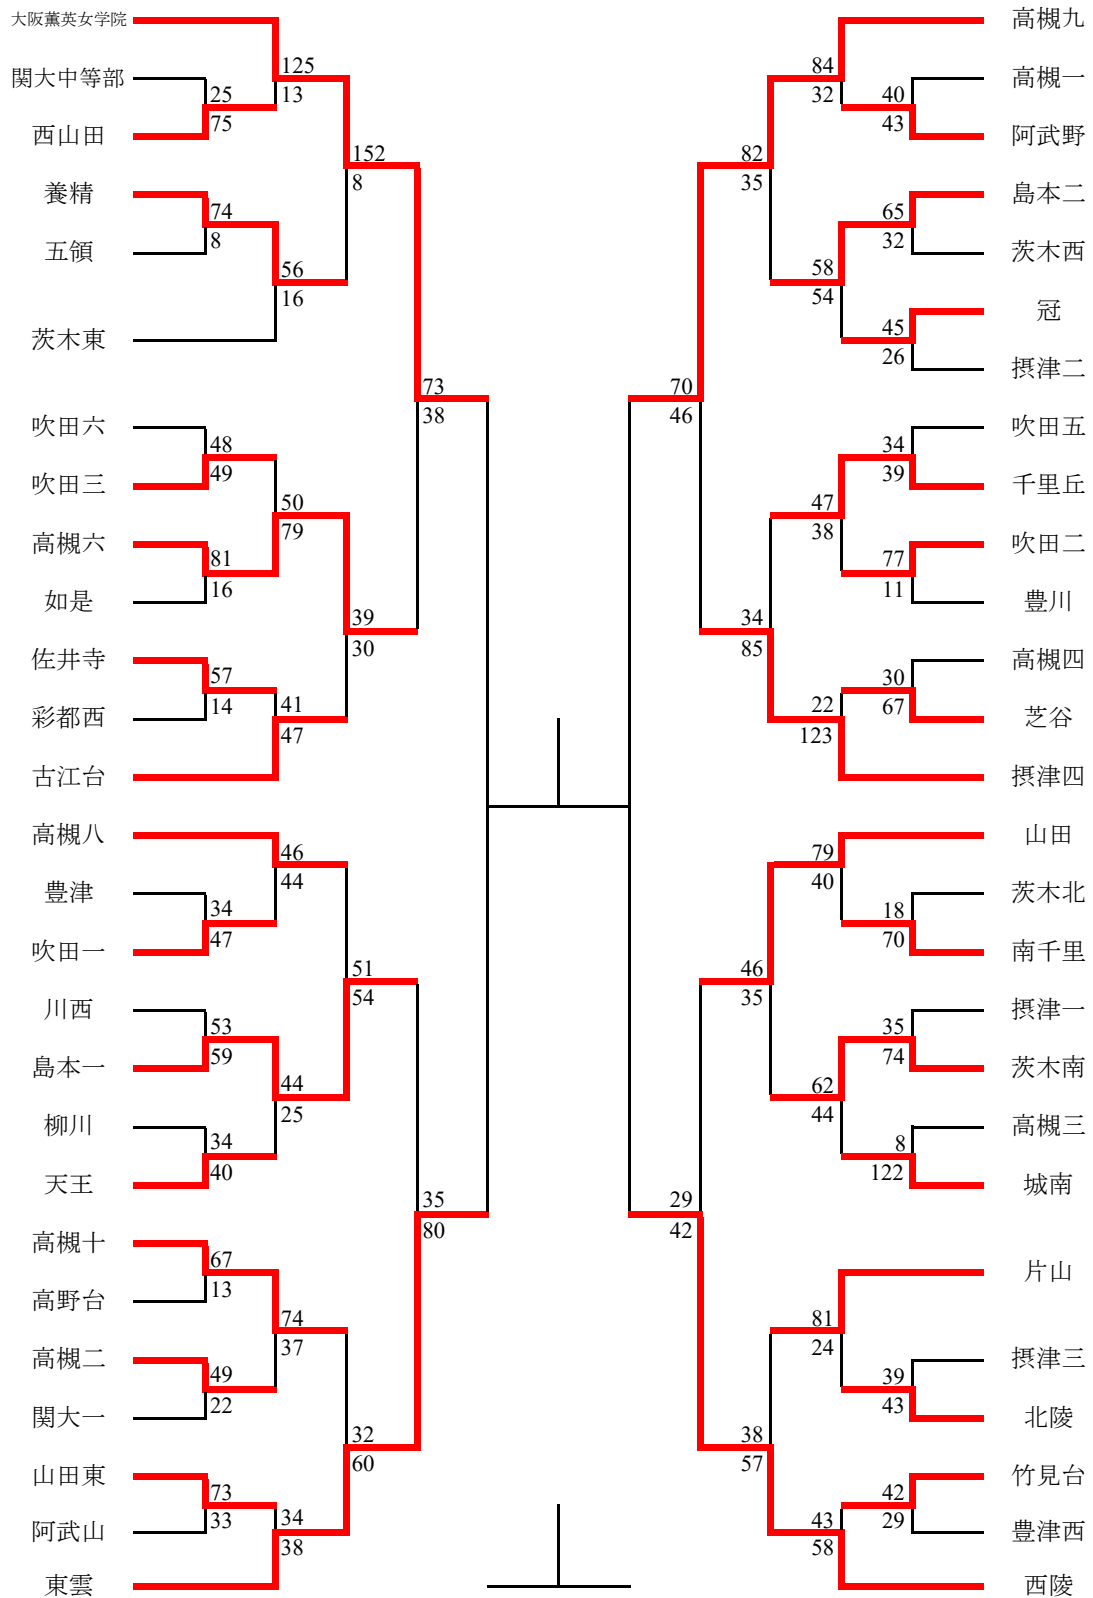 大阪薫英女学院
関大中等部
西山田
養精
五領
茨木東
吹田六
吹田三
高槻六
如是
佐井寺
彩都西
古江台
高槻八
豊津
吹田一
川西
島本一
柳川
天王
高槻十
高野台
高槻二
関大一
山田東
阿武山
東雲
25
75
74
8
48
49
81
16
57
14
34
47
53
59
34
40
67
13
49
22
73
33
125
13
56
16
50
79
41
47
46
44
44
25
74
37
34
38
152
8
39
30
51
54
32
60
73
38
35
80
70
46
29
42
82
35
34
85
46
35
38
57
84
32
58
54
47
38
22
123
79
40
62
44
81
24
43
58
40
43
65
32
45
26
34
39
77
11
30
67
18
70
35
74
8
122
39
43
42
29
高槻九
高槻一
阿武野
島本二
茨木西
冠
摂津二
吹田五
千里丘
吹田二
豊川
高槻四
芝谷
摂津四
山田
茨木北
南千里
摂津一
茨木南
高槻三
城南
片山
摂津三
北陵
竹見台
豊津西
西陵